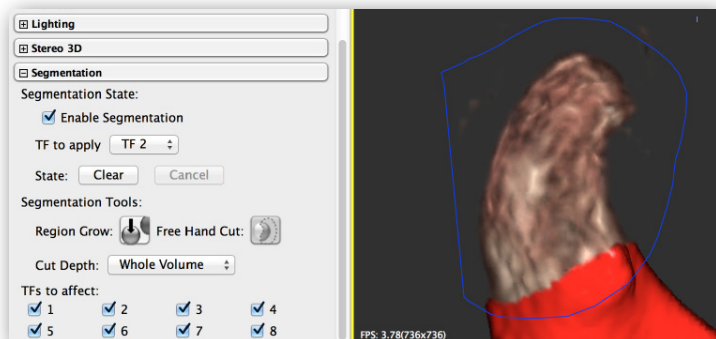 Lighting
Stereo 3D
Segmentation
Segmentation State:
Enable Segmentation
TF to apply TF 2
State: Clear Cancel
Segmentation Tools:
Region Grow: Free Hand Cut:
Cut Depth: Whole Volume
TFs to affect:
1 2 3 4
5 6 7 8
FPS: 3.78(736x736)